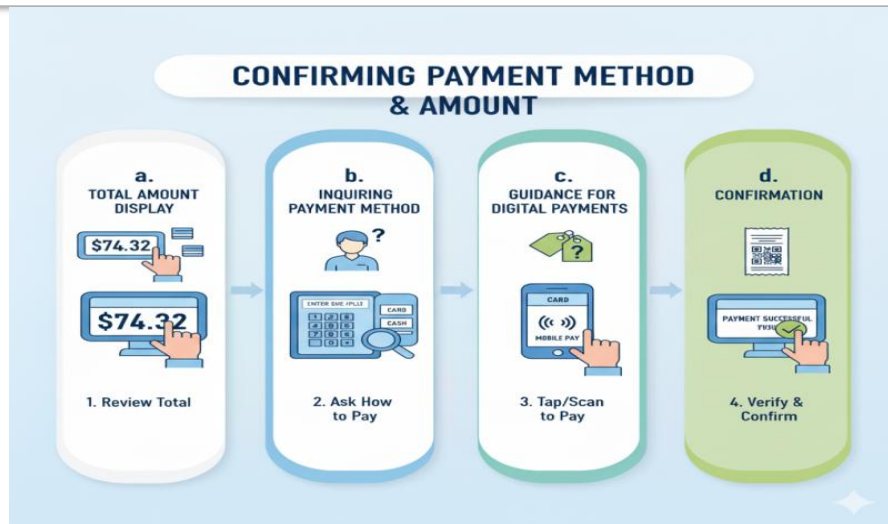 CONFIRMING PAYMENT METHOD
& AMOUNT
a.
TOTAL AMOUNT
DISPLAY
$74.32
$74.32
1. Review Total
b.
INQUIRING
PAYMENT METHOD
?
CARD
CASH
2. Ask How
to Pay
c.
GUIDANCE FOR
DIGITAL PAYMENTS
?
CARD
MOBILE PAY
3. Tap/Scan
to Pay
d.
CONFIRMATION
PAYMENT SUCCESSFUL
4. Verify &
Confirm